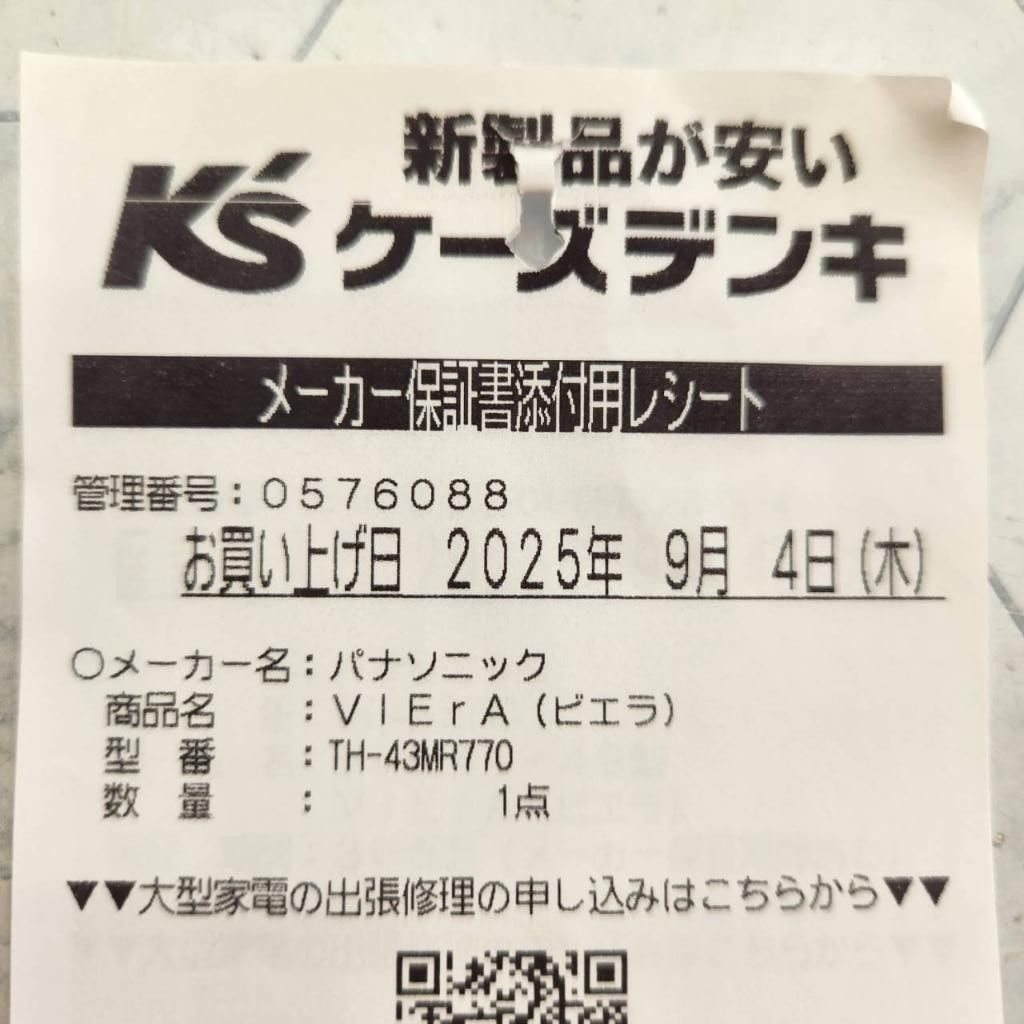 新製品が安い
K's ケーズデンキ
メーカー保証書添付用レシート
管理番号：０５７６０８８
お買い上げ日 2025年 9月 4日(木)
○メーカー名：パナソニック
商品名 ：ＶＩＥｒＡ（ビエラ）
型 番 ：TH-43MR770
数 量 ： 1点
▼▼大型家電の出張修理の申し込みはこちらから▼▼